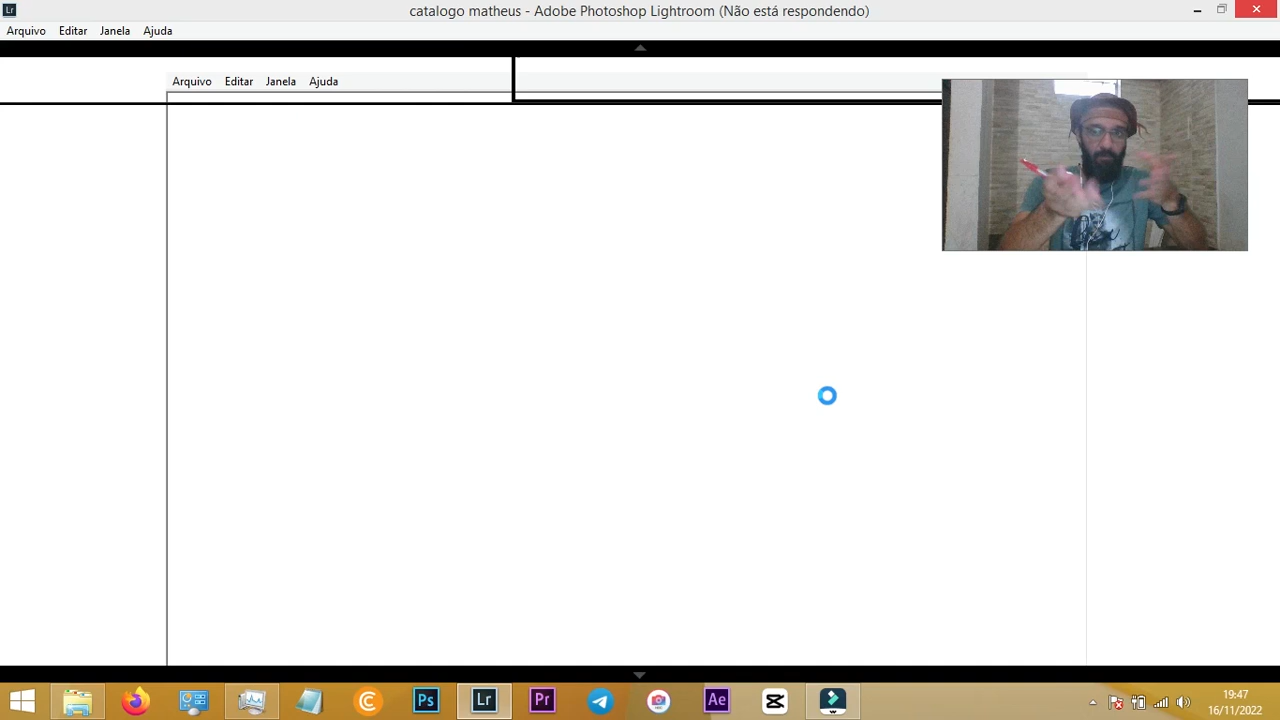 Lr catalogo matheus - Adobe Photoshop Lightroom (Não está respondendo)
Arquivo Editar Janela Ajuda
Arquivo Editar Janela Ajuda
Ps Lr Pr Ae
19:47
16/11/2022